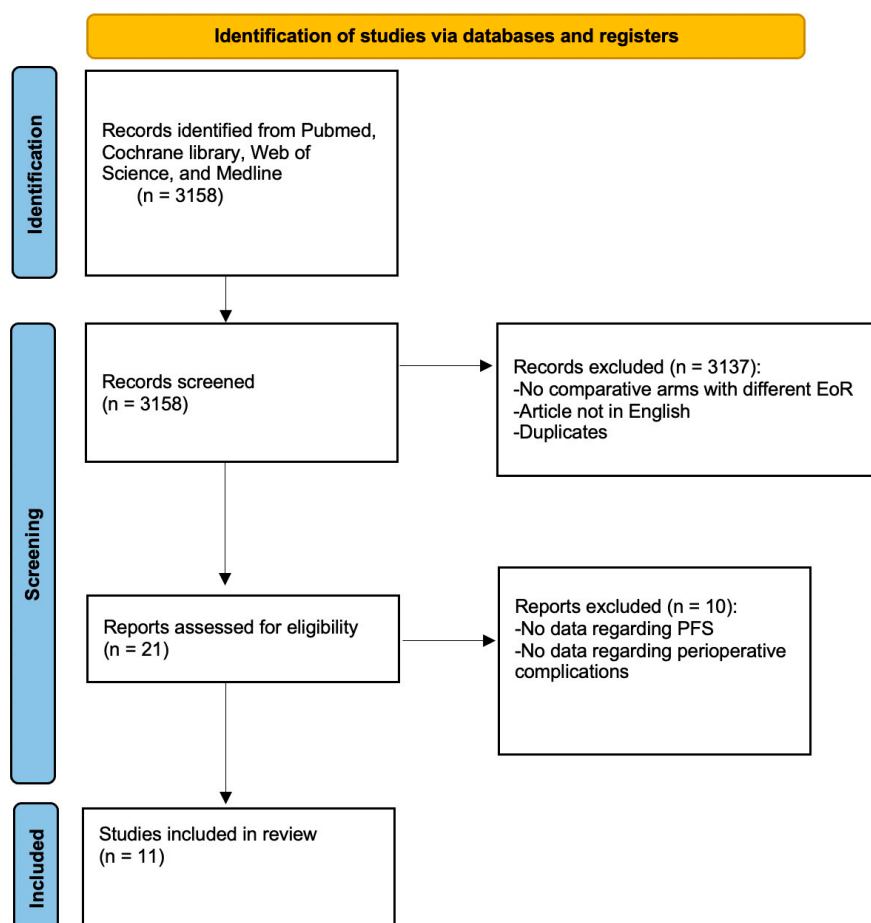 Identification of studies via databases and registers
Identification
Records identified from Pubmed,
Cochrane library, Web of
Science, and Medline
(n = 3158)
Screening
Records screened
(n = 3158)
Records excluded (n = 3137):
-No comparative arms with different EoR
-Article not in English
-Duplicates
Reports assessed for eligibility
(n = 21)
Reports excluded (n = 10):
-No data regarding PFS
-No data regarding perioperative
complications
Included
Studies included in review
(n = 11)